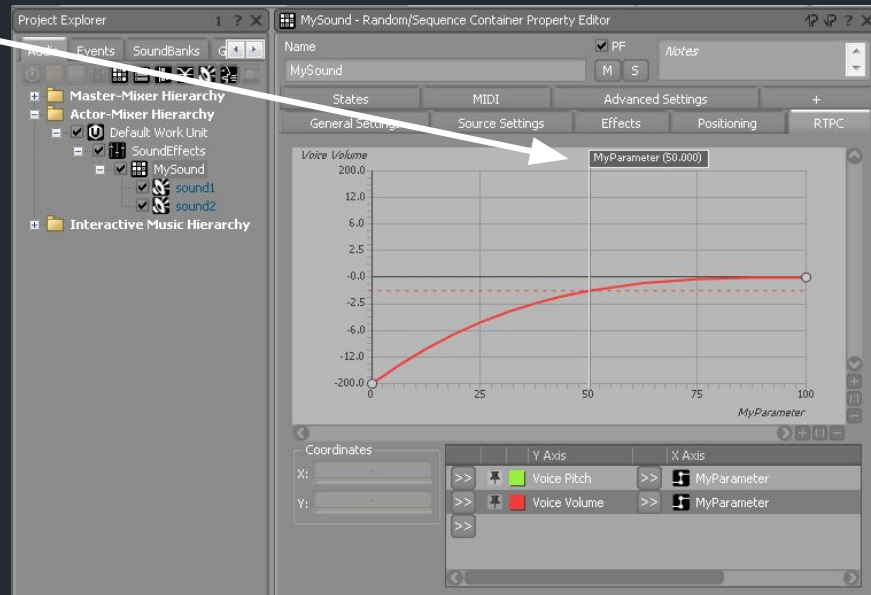 Project Explorer 1 ? X
Events SoundBanks G
Master-Mixer Hierarchy
Actor-Mixer Hierarchy
Default Work Unit
SoundEffects
MySound
sound1
sound2
Interactive Music Hierarchy
MySound - Random/Sequence Container Property Editor ? X
Name PF Notes
MySound M S
States MIDI Advanced Settings +
General Settings Source Settings Effects Positioning RTPC
Voice Volume
MyParameter (50.000)
200.0
12.0
6.0
2.5
-0.0
-2.5
-6.0
-12.0
-200.0
0 25 50 75 100
MyParameter
Coordinates
X: -
Y: -
Y Axis X Axis
>> Voice Pitch >> MyParameter
>> Voice Volume >> MyParameter
>>